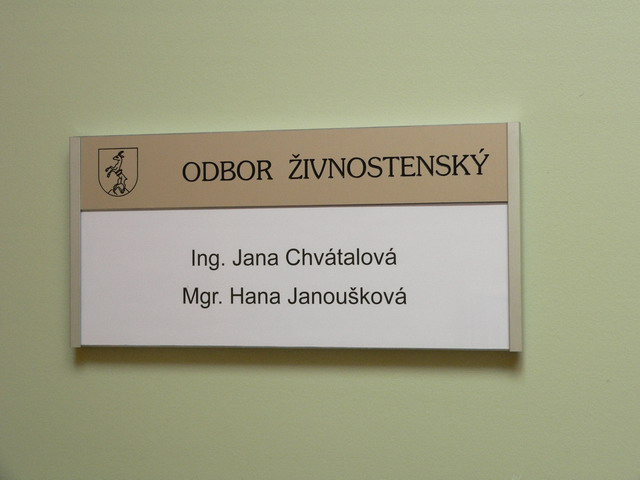 ODBOR ŽIVNOSTENSKÝ
Ing. Jana Chvátalová
Mgr. Hana Janoušková